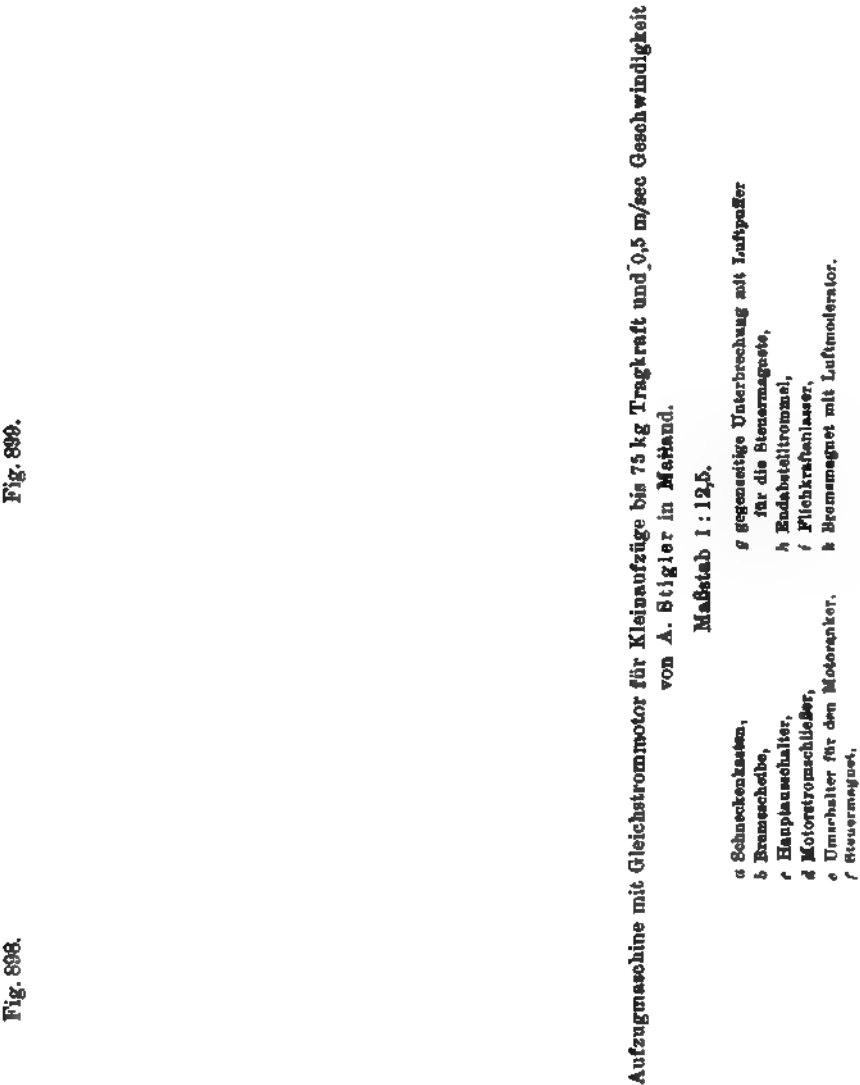 Fig. 898.
Fig. 899.
Aufzugmaschine mit Gleichstrommotor für Kleinaufzüge bis 75 kg Tragkraft und 0,5 m/sec Geschwindigkeit
von A. Stigler in Mailand.
Maßstab 1 : 12,5.
a Schneckenkasten,
b Bremsscheibe,
c Hauptausschalter,
d Motorstromschließer,
e Umschalter für den Motoranker,
f Steuermagnet,
g gegenseitige Unterbrechung mit Luftpuffer
für die Steuermagnete,
h Endabstelltrommel,
i Fliehkraftanlasser,
k Bremsmagnet mit Luftmoderator.